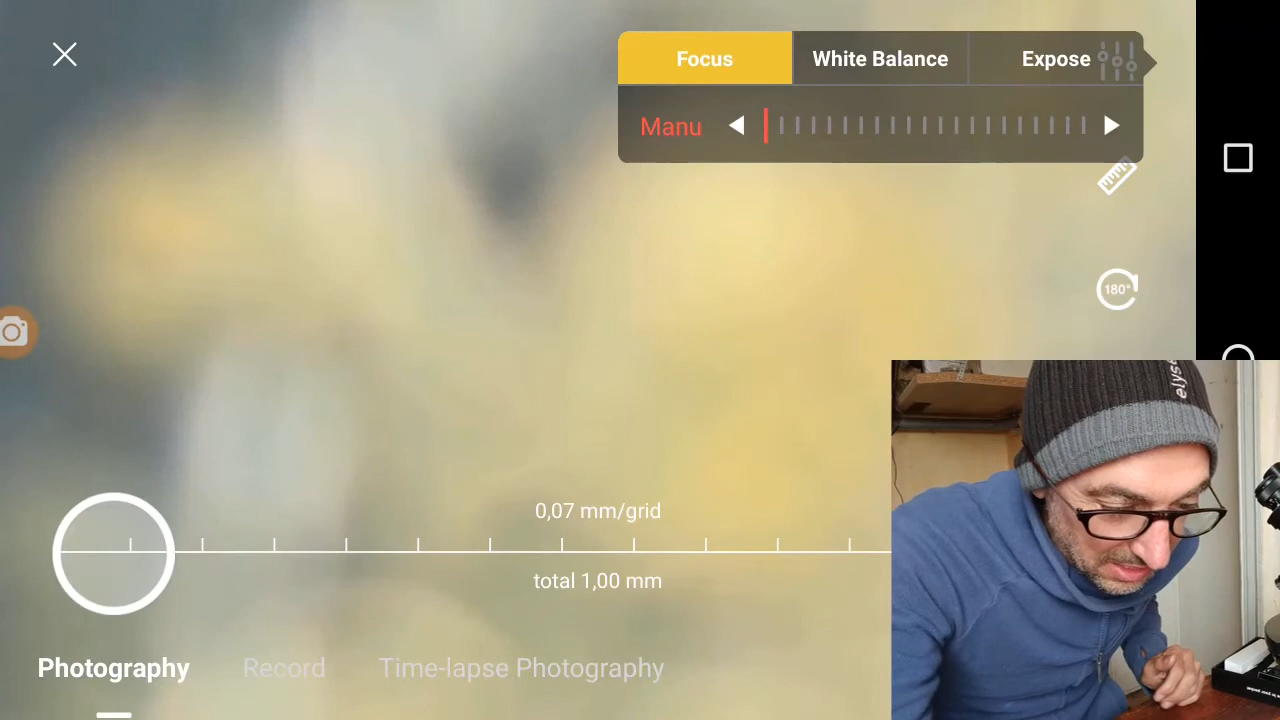 Focus White Balance Expose
Manu
180°
elyse
0,07 mm/grid
total 1,00 mm
Photography Record Time-lapse Photography